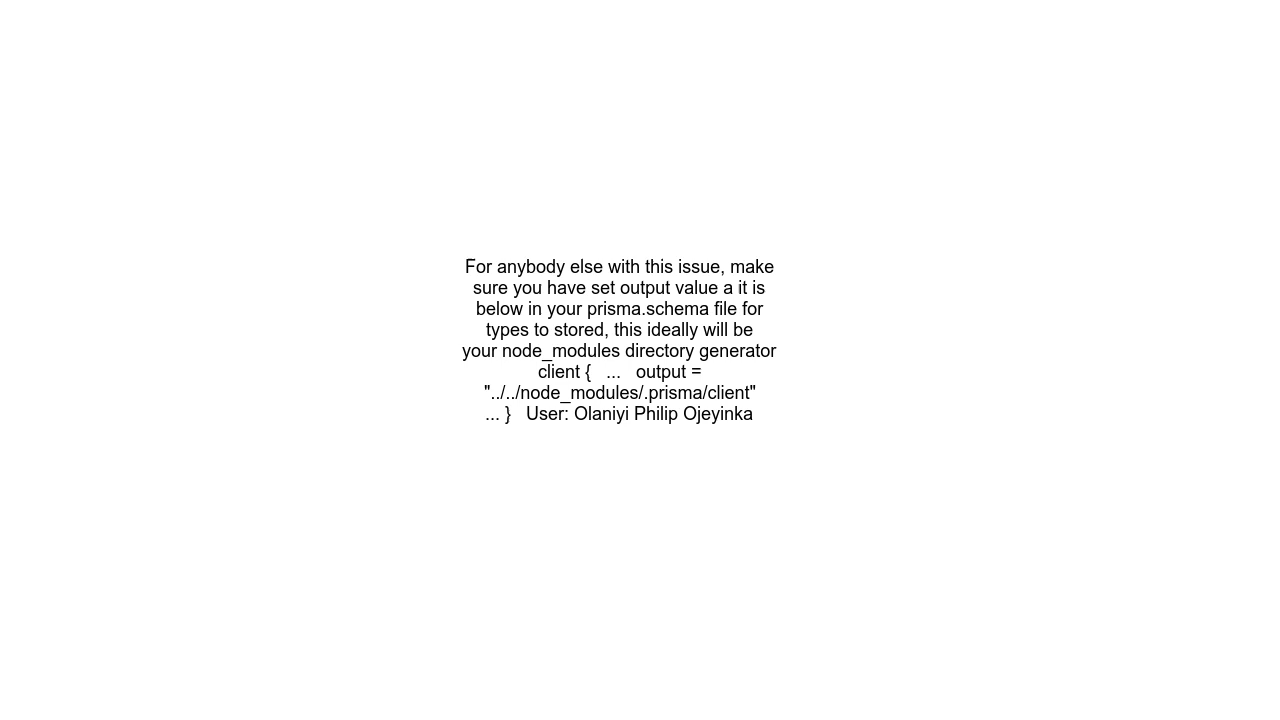 For anybody else with this issue, make
sure you have set output value a it is
below in your prisma.schema file for
types to stored, this ideally will be
your node_modules directory generator
client {   ...   output =
"../../node_modules/.prisma/client"
... }   User: Olaniyi Philip Ojeyinka